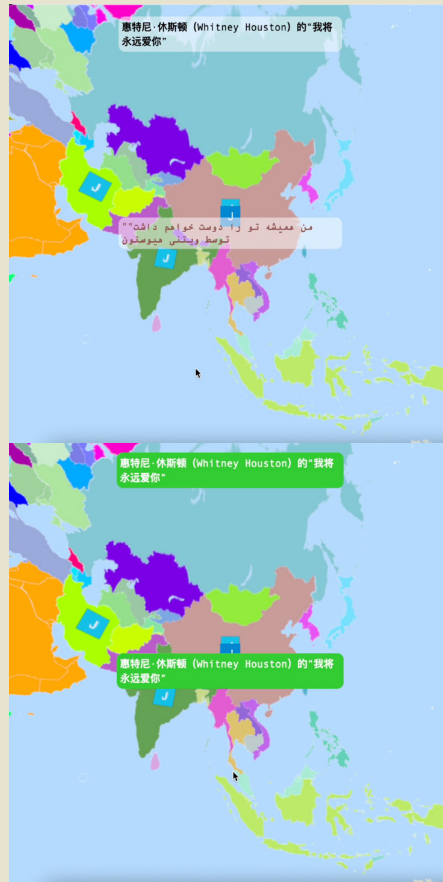 惠特尼·休斯顿（Whitney Houston）的“我将
永远爱你”
J
J
"“من همیشه تو را دوست خواهم داشت
توسط ویتنی هیوستون
J
惠特尼·休斯顿（Whitney Houston）的“我将
永远爱你”
J
惠特尼·休斯顿（Whitney Houston）的“我将
永远爱你”
J